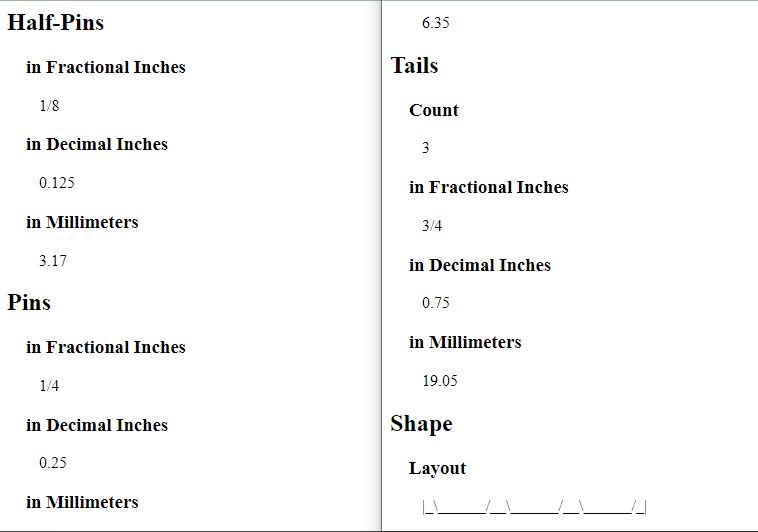 Half-Pins
in Fractional Inches
1/8
in Decimal Inches
0.125
in Millimeters
3.17
Pins
in Fractional Inches
1/4
in Decimal Inches
0.25
in Millimeters
6.35
Tails
Count
3
in Fractional Inches
3/4
in Decimal Inches
0.75
in Millimeters
19.05
Shape
Layout
|_\______/__\______/__\______/_|